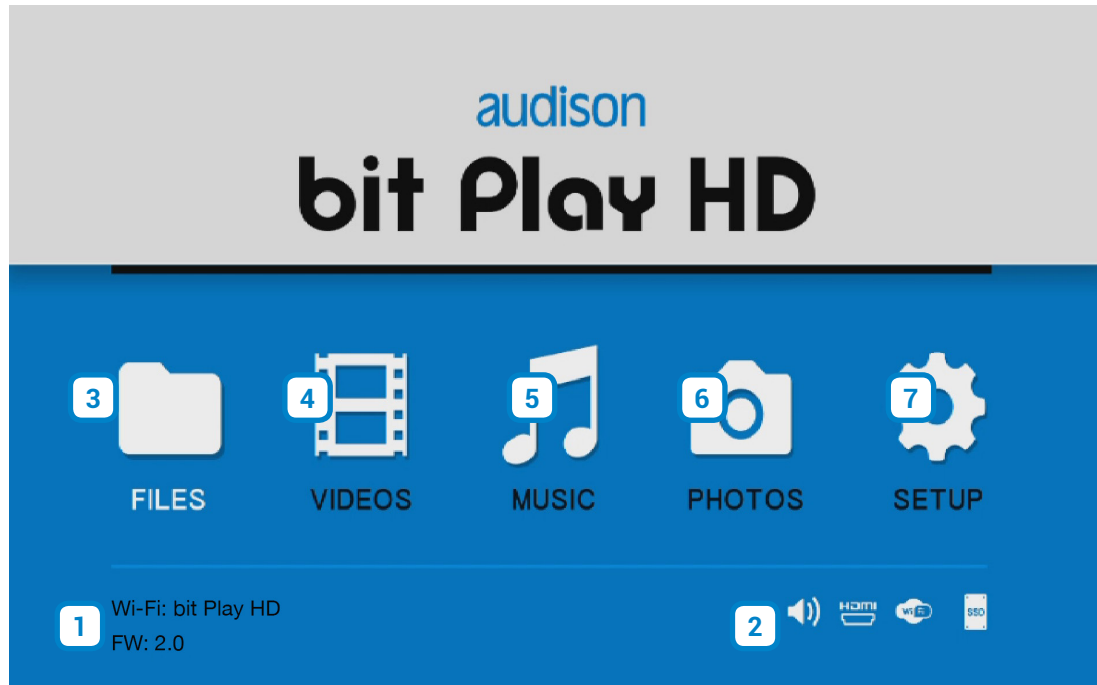 audison
bit Play HD
3
4
5
6
7
FILES
VIDEOS
MUSIC
PHOTOS
SETUP
1
Wi-Fi: bit Play HD
FW: 2.0
2
HDMI
Wi Fi
SSD